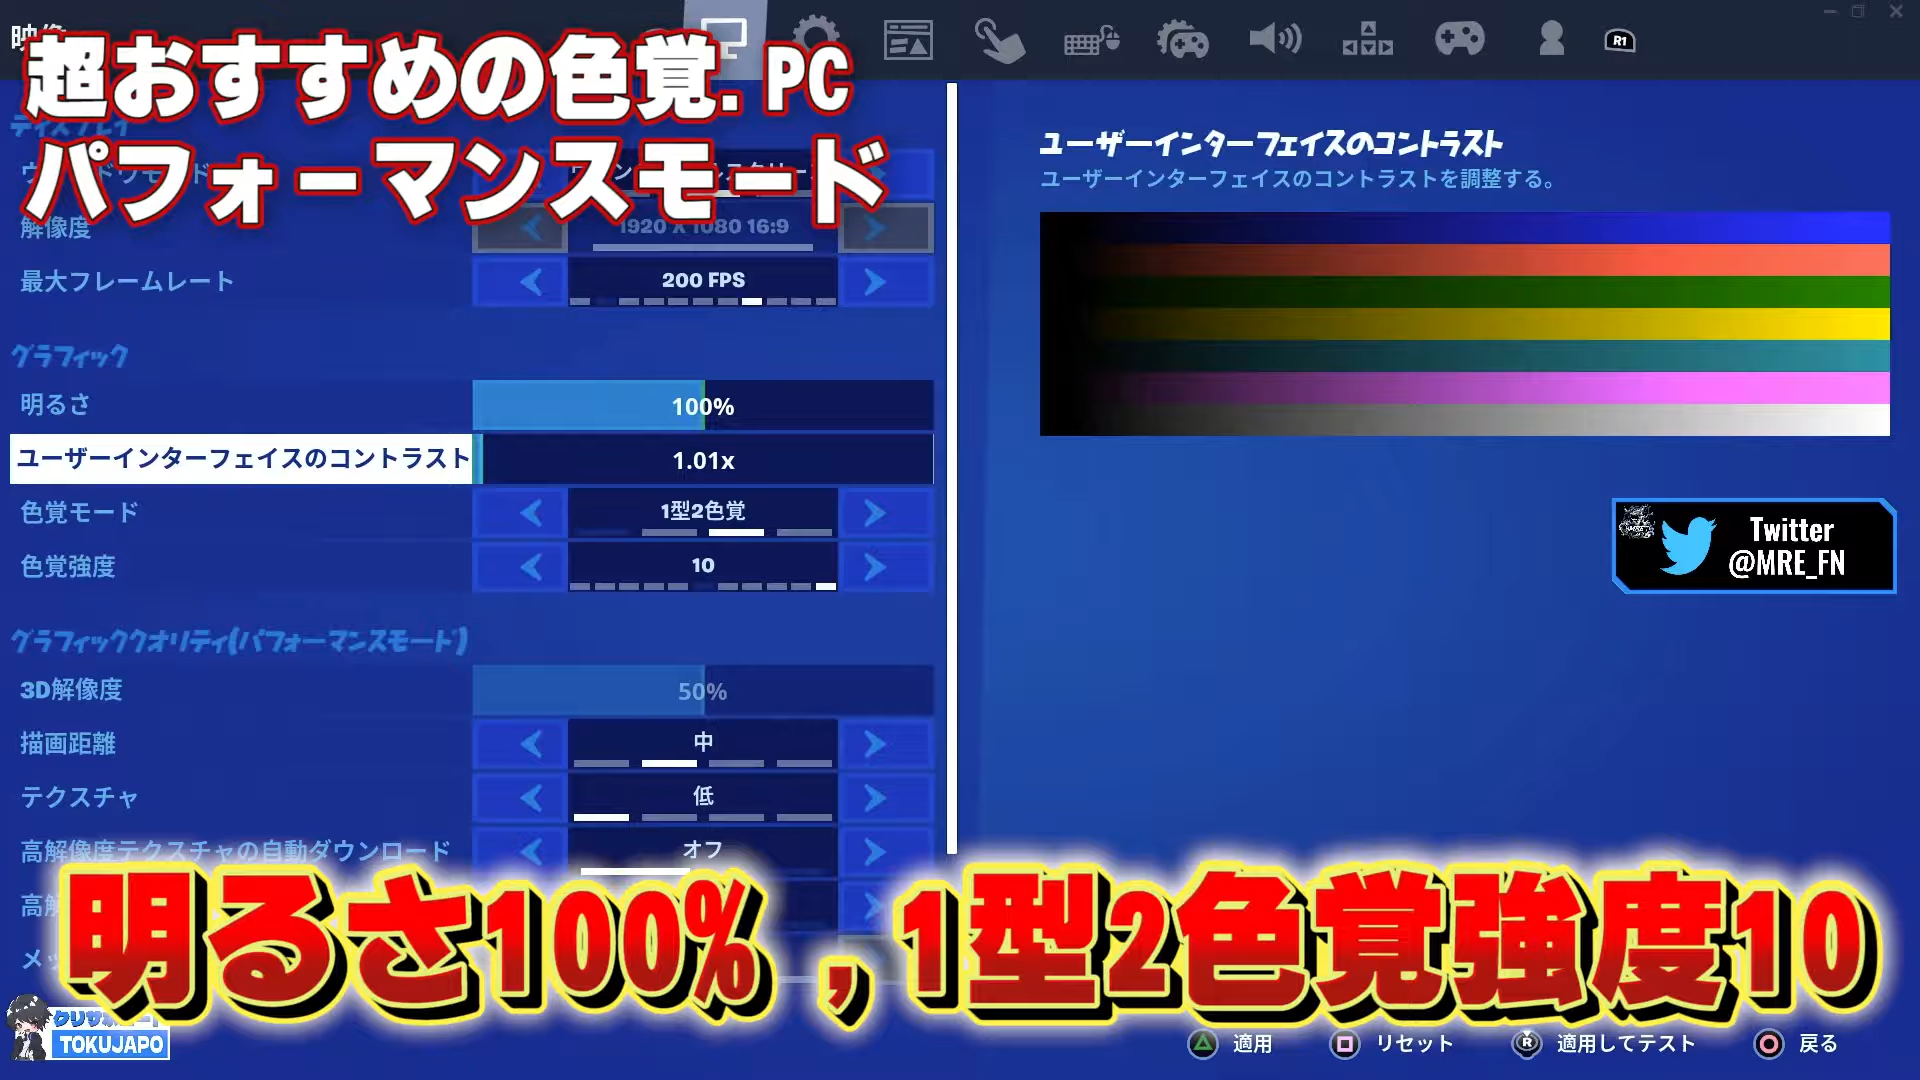 超おすすめの色覚.PC
パフォーマンスモード
R1
解像度
1920 X 1080 16:9
最大フレームレート
200 FPS
グラフィック
明るさ
100%
ユーザーインターフェイスのコントラスト
1.01x
色覚モード
1型2色覚
色覚強度
10
グラフィッククオリティ(パフォーマンスモード)
3D解像度
50%
描画距離
中
テクスチャ
低
高解像度テクスチャの自動ダウンロード
オフ
ユーザーインターフェイスのコントラスト
ユーザーインターフェイスのコントラストを調整する。
Twitter
@MRE_FN
明るさ100%,1型2色覚強度10
TOKUJAPO
適用
リセット
R
適用してテスト
戻る